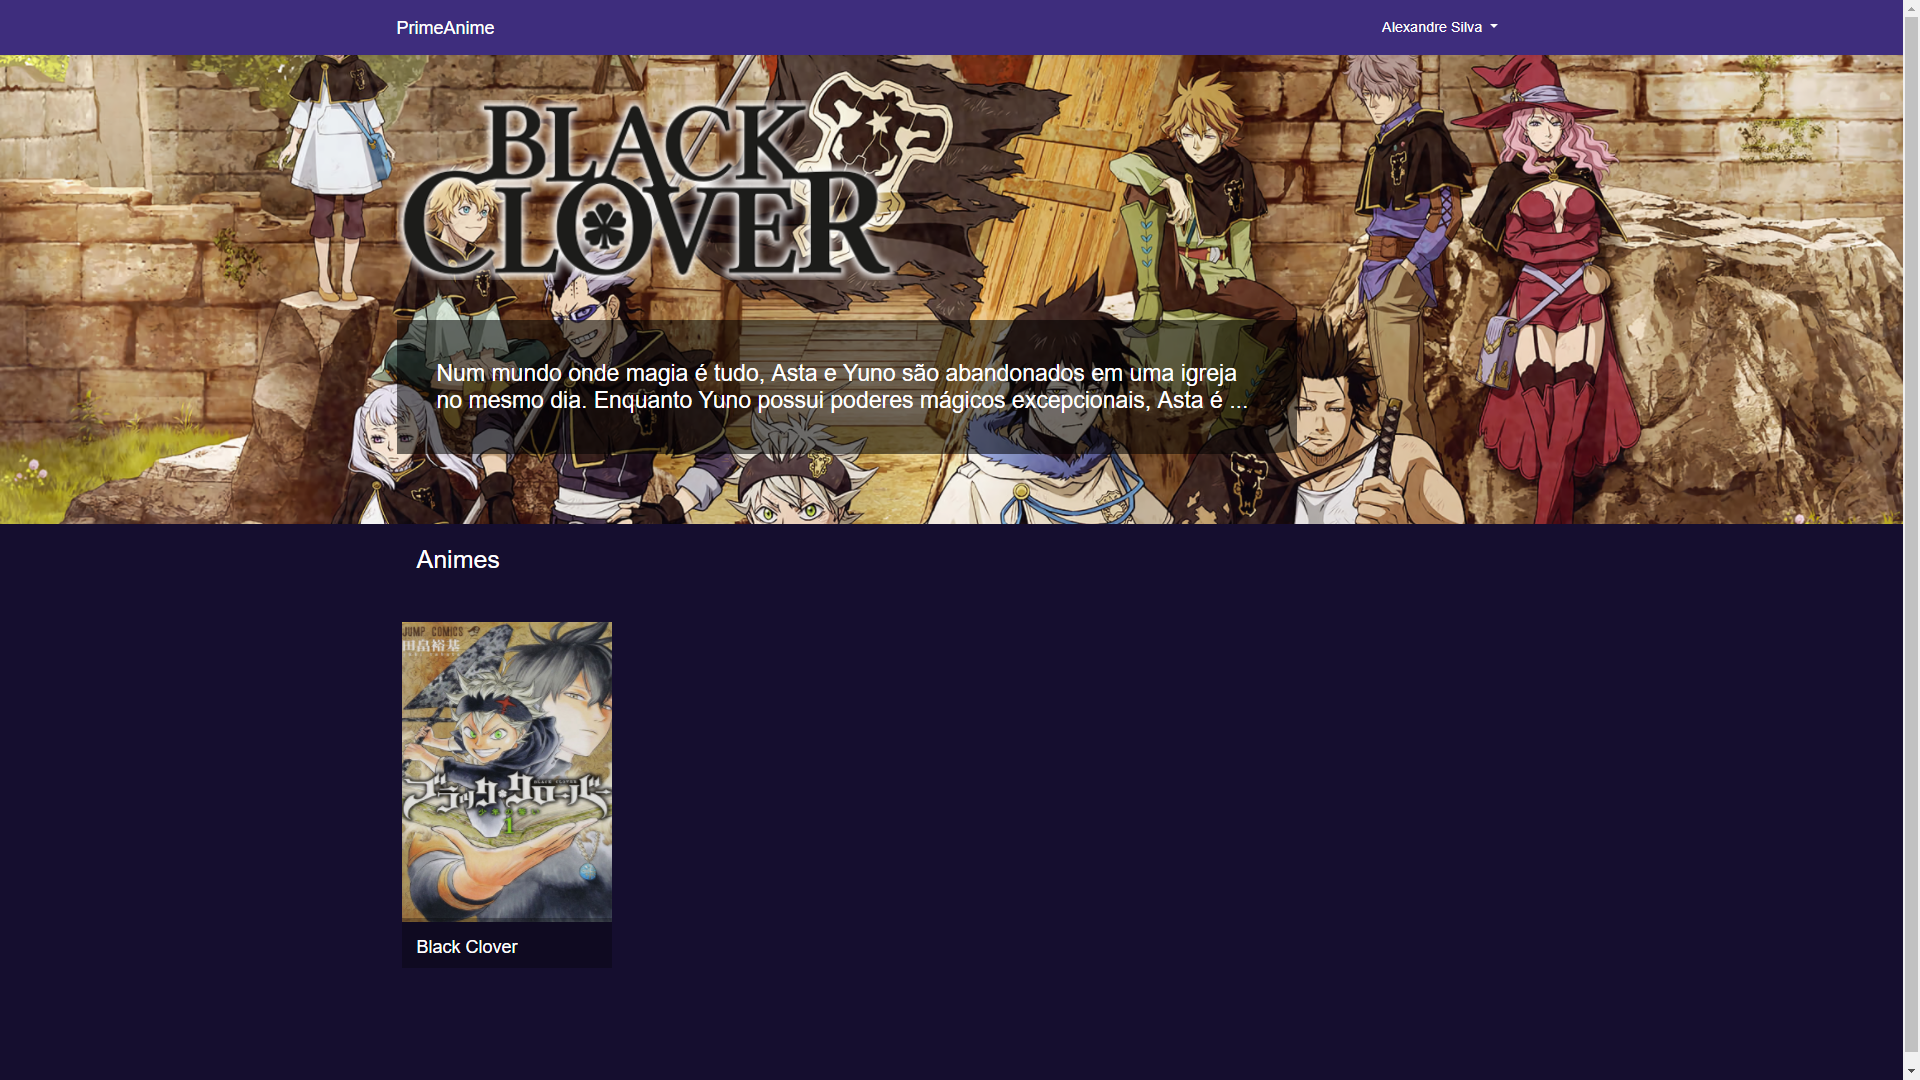 PrimeAnime
Alexandre Silva
BLACK
CLOVER
Num mundo onde magia é tudo, Asta e Yuno são abandonados em uma igreja
no mesmo dia. Enquanto Yuno possui poderes mágicos excepcionais, Asta é ...
Animes
JUMP COMICS
田畠裕基
BLACK CLOVER
ブラッククローバー
1
Black Clover